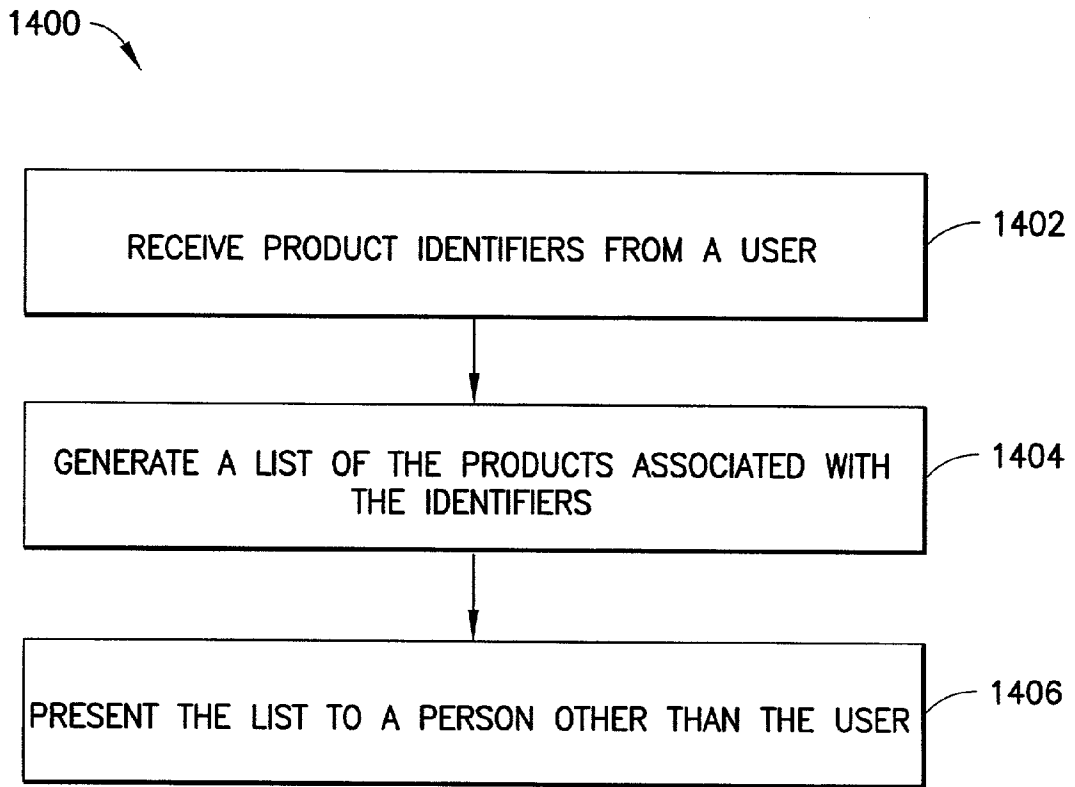 1400
RECEIVE PRODUCT IDENTIFIERS FROM A USER
1402
GENERATE A LIST OF THE PRODUCTS ASSOCIATED WITH
THE IDENTIFIERS
1404
PRESENT THE LIST TO A PERSON OTHER THAN THE USER
1406